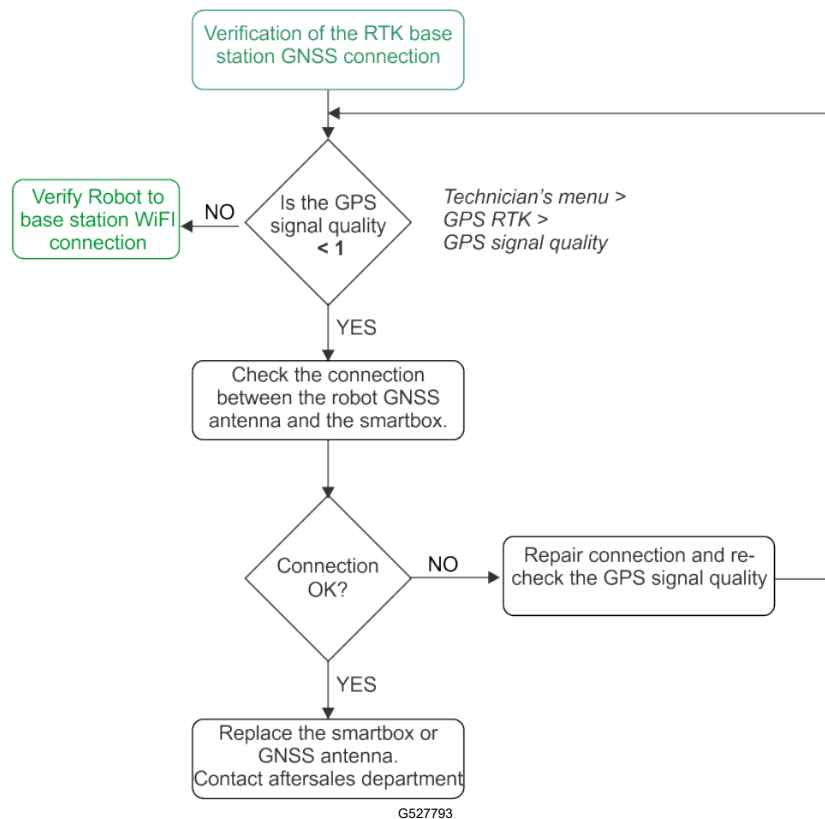 Verification of the RTK base
station GNSS connection
Verify Robot to
base station WiFI
connection
NO
Is the GPS
signal quality
< 1
Technician's menu >
GPS RTK >
GPS signal quality
YES
Check the connection
between the robot GNSS
antenna and the smartbox.
Connection
OK?
NO
Repair connection and re-
check the GPS signal quality
YES
Replace the smartbox or
GNSS antenna.
Contact aftersales department
G527793